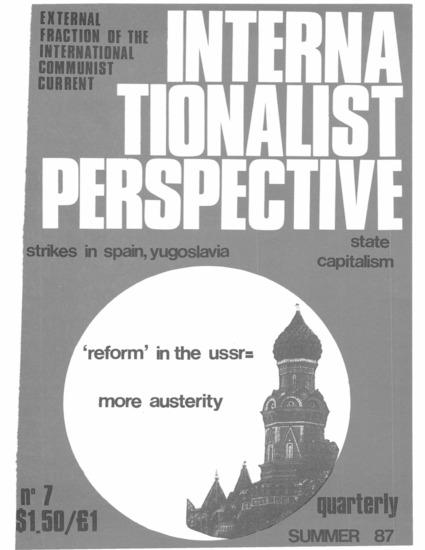 EXTERNAL
FRACTION OF THE
INTERNATIONAL
COMMUNIST
CURRENT
INTERNA
TIONALIST
PERSPECTIVE
strikes in spain, yugoslavia
state
capitalism
'reform' in the ussr=
more austerity
n° 7
$1.50/£1
quarterly
SUMMER 87